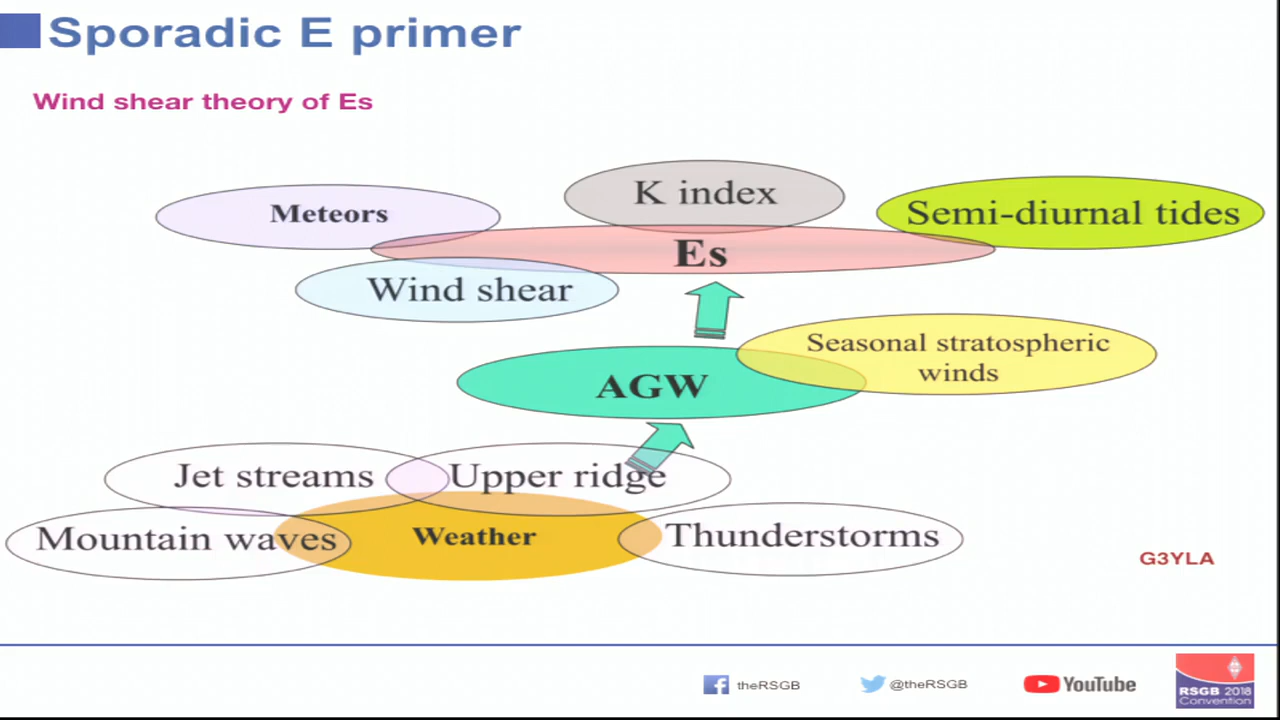 Sporadic E primer
Wind shear theory of Es
K index
Meteors
Semi-diurnal tides
Es
Wind shear
Seasonal stratospheric
winds
AGW
Jet streams
Upper ridge
Mountain waves
Weather
Thunderstorms
G3YLA
theRSGB
@theRSGB
YouTube
RSGB 2018
Convention